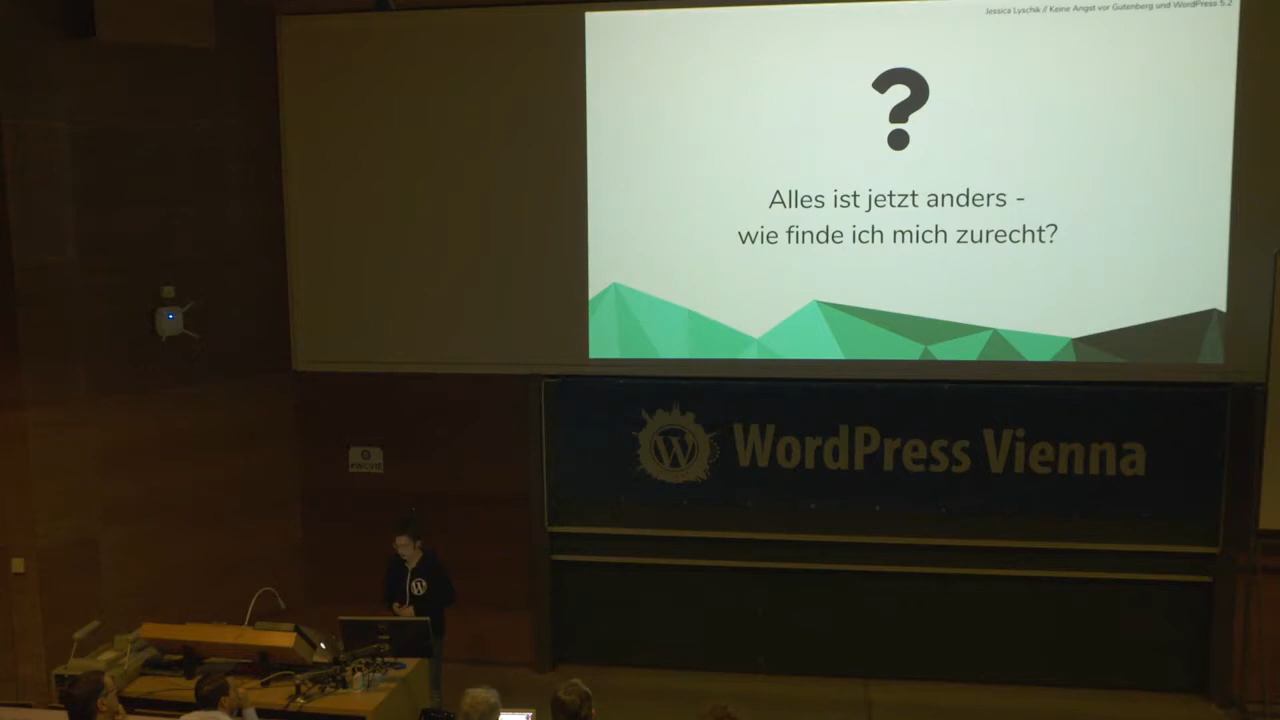 Jessica Lyschik // Keine Angst vor Gutenberg und WordPress 5.2
?
Alles ist jetzt anders -
wie finde ich mich zurecht?
WordPress Vienna
#WCVIE